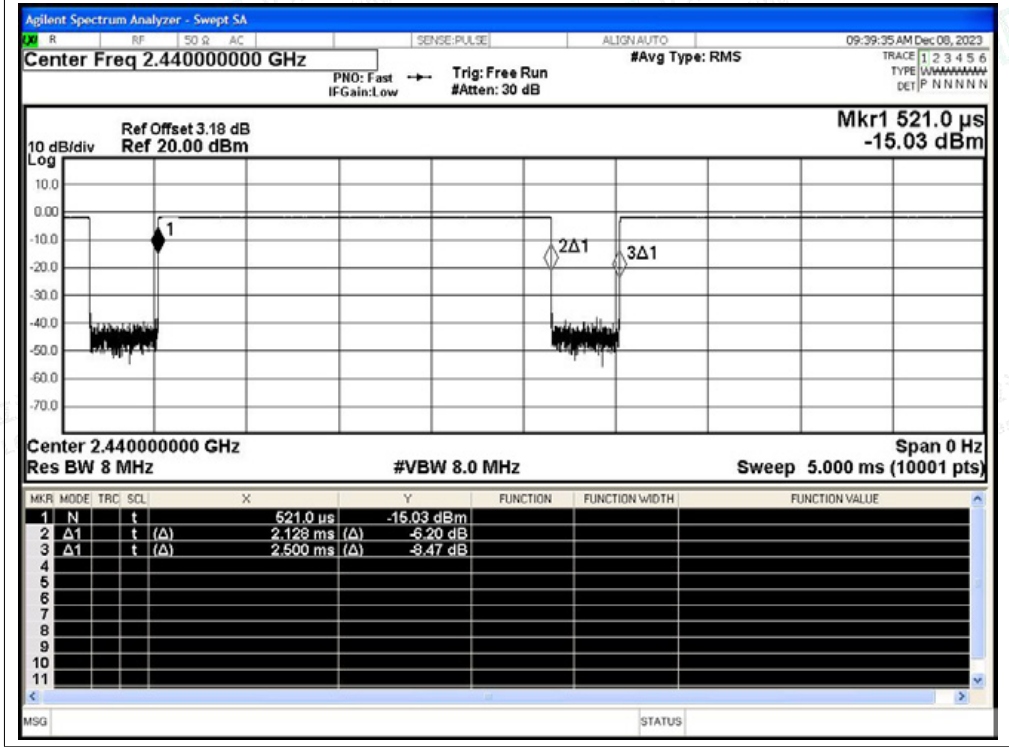 Agilent Spectrum Analyzer - Swept SA
R RF 50 Ω AC SENSE:PULSE ALIGNAUTO 09:39:35 AM Dec 08, 2023
Center Freq 2.440000000 GHz #Avg Type: RMS TRACE 1 2 3 4 5 6
PNO: Fast Trig: Free Run TYPE
IFGain:Low #Atten: 30 dB DET P N N N N N
Mkr1 521.0 µs
Ref Offset 3.18 dB
10 dB/div Ref 20.00 dBm -15.03 dBm
Log
10.0
0.00
1
-10.0
2Δ1
3Δ1
-20.0
-30.0
-40.0
-50.0
-60.0
-70.0
Center 2.440000000 GHz Span 0 Hz
Res BW 8 MHz #VBW 8.0 MHz Sweep 5.000 ms (10001 pts)
MKR MODE TRC SCL X Y FUNCTION FUNCTION WIDTH FUNCTION VALUE
1 N t 521.0 µs -15.03 dBm
2 Δ1 t (Δ) 2.128 ms (Δ) -6.20 dB
3 Δ1 t (Δ) 2.500 ms (Δ) -8.47 dB
4
5
6
7
8
9
10
11
MSG STATUS